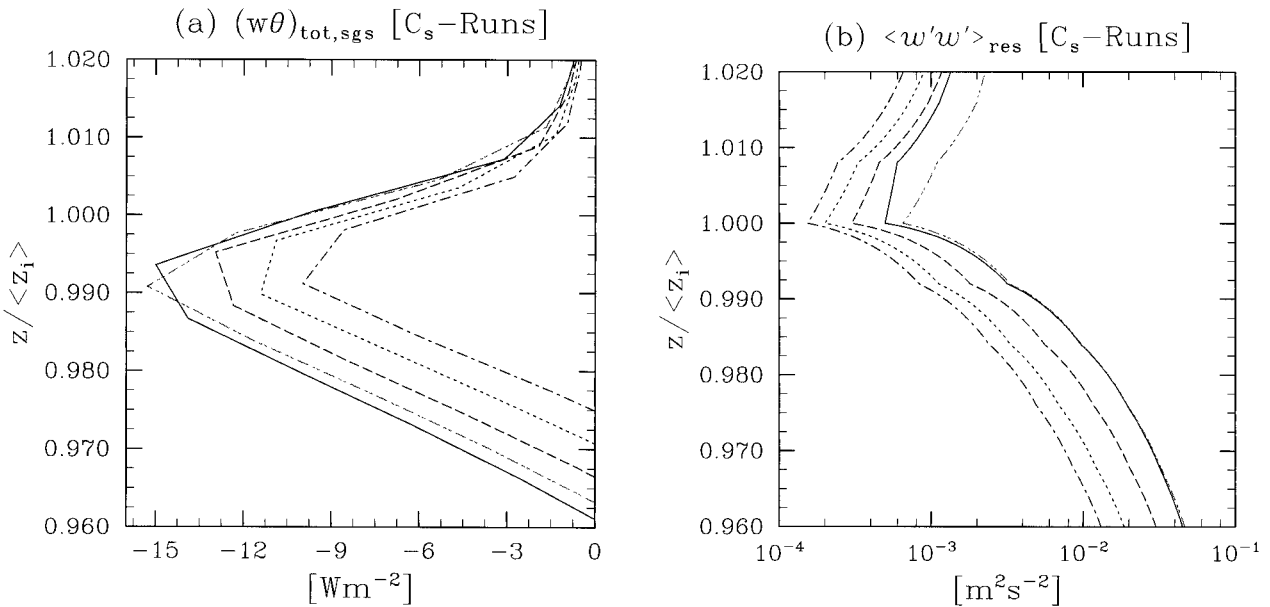 (a) (wθ)tot,sgs [Cs−Runs]
1.020
1.010
1.000
0.990
0.980
0.970
0.960
z/<zi>
−15 −12 −9 −6 −3 0
[Wm−2]
(b) <w'w'>res [Cs−Runs]
1.020
1.010
1.000
0.990
0.980
0.970
0.960
z/<zi>
10−4 10−3 10−2 10−1
[m2s−2]